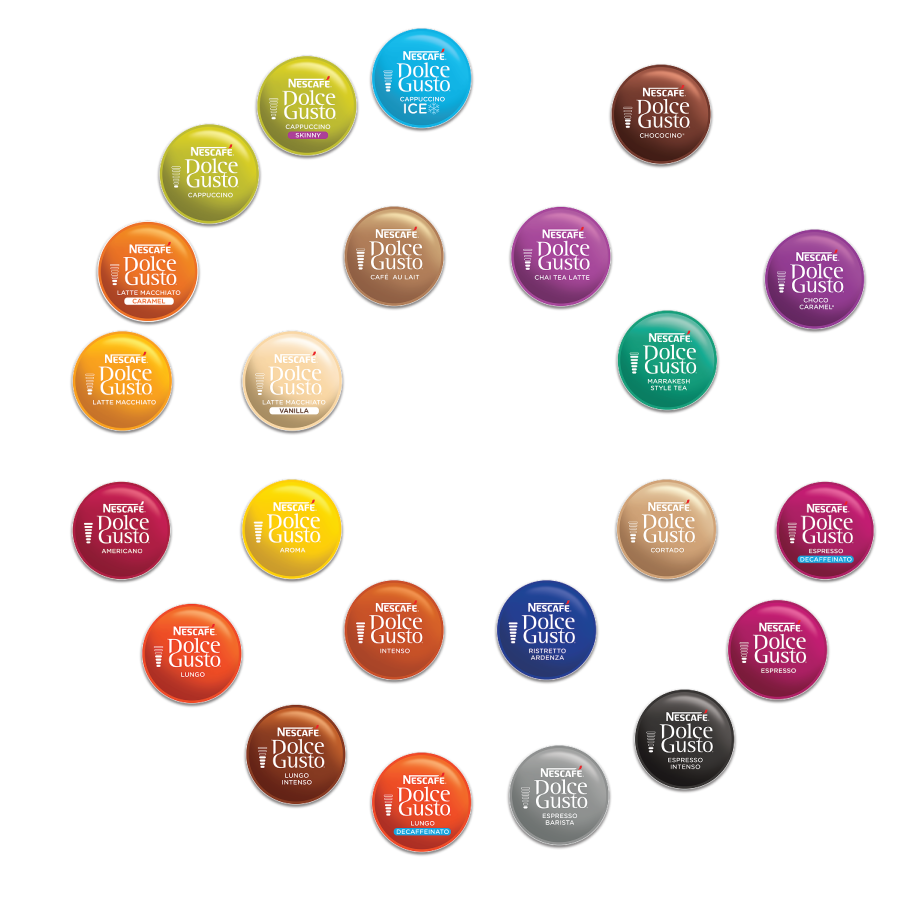 NESCAFÉ
Dolce
Gusto
CAPPUCCINO
ICE
NESCAFÉ
Dolce
Gusto
CAPPUCCINO
SKINNY
NESCAFÉ
Dolce
Gusto
CHOCOCINO®
NESCAFÉ
Dolce
Gusto
CAPPUCCINO
NESCAFÉ
Dolce
Gusto
CAFÉ AU LAIT
NESCAFÉ
Dolce
Gusto
CHAI TEA LATTE
NESCAFÉ
Dolce
Gusto
LATTE MACCHIATO
CARAMEL
NESCAFÉ
Dolce
Gusto
CHOCO
CARAMEL®
NESCAFÉ
Dolce
Gusto
MARRAKESH
STYLE TEA
NESCAFÉ
Dolce
Gusto
LATTE MACCHIATO
NESCAFÉ
Dolce
Gusto
LATTE MACCHIATO
VANILLA
NESCAFÉ
Dolce
Gusto
AMERICANO
NESCAFÉ
Dolce
Gusto
AROMA
NESCAFÉ
Dolce
Gusto
CORTADO
NESCAFÉ
Dolce
Gusto
ESPRESSO
DECAFFEINATO
NESCAFÉ
Dolce
Gusto
INTENSO
NESCAFÉ
Dolce
Gusto
RISTRETTO
ARDENZA
NESCAFÉ
Dolce
Gusto
LUNGO
NESCAFÉ
Dolce
Gusto
ESPRESSO
NESCAFÉ
Dolce
Gusto
ESPRESSO
INTENSO
NESCAFÉ
Dolce
Gusto
LUNGO
INTENSO
NESCAFÉ
Dolce
Gusto
LUNGO
DECAFFEINATO
NESCAFÉ
Dolce
Gusto
ESPRESSO
BARISTA